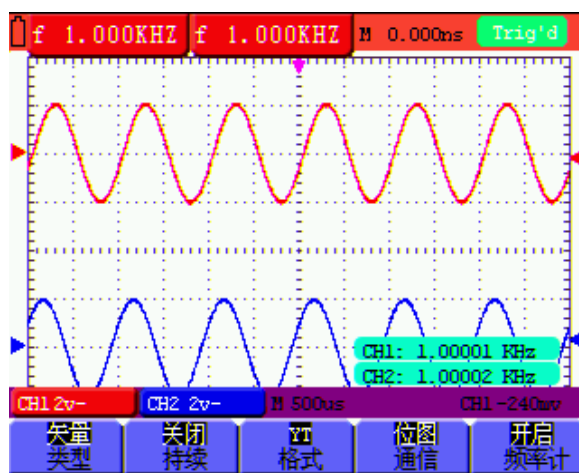 f 1.000KHZ f 1.000KHZ M 0.000ns Trig'd
CH1: 1.00001 KHz
CH2: 1.00002 KHz
CH1 2v- CH2 2v- M 500us CH1 -240mv
矢量 关闭 YT 位图 开启
类型 持续 格式 通信 频率计